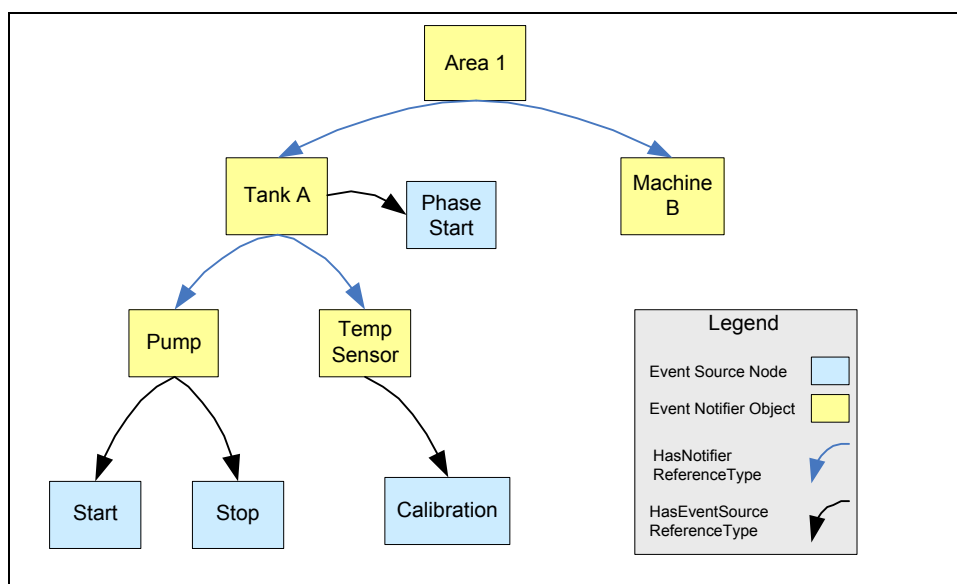 Area 1
Tank A
Phase
Start
Machine
B
Pump
Temp
Sensor
Start
Stop
Calibration
Legend
Event Source Node
Event Notifier Object
HasNotifier
ReferenceType
HasEventSource
ReferenceType